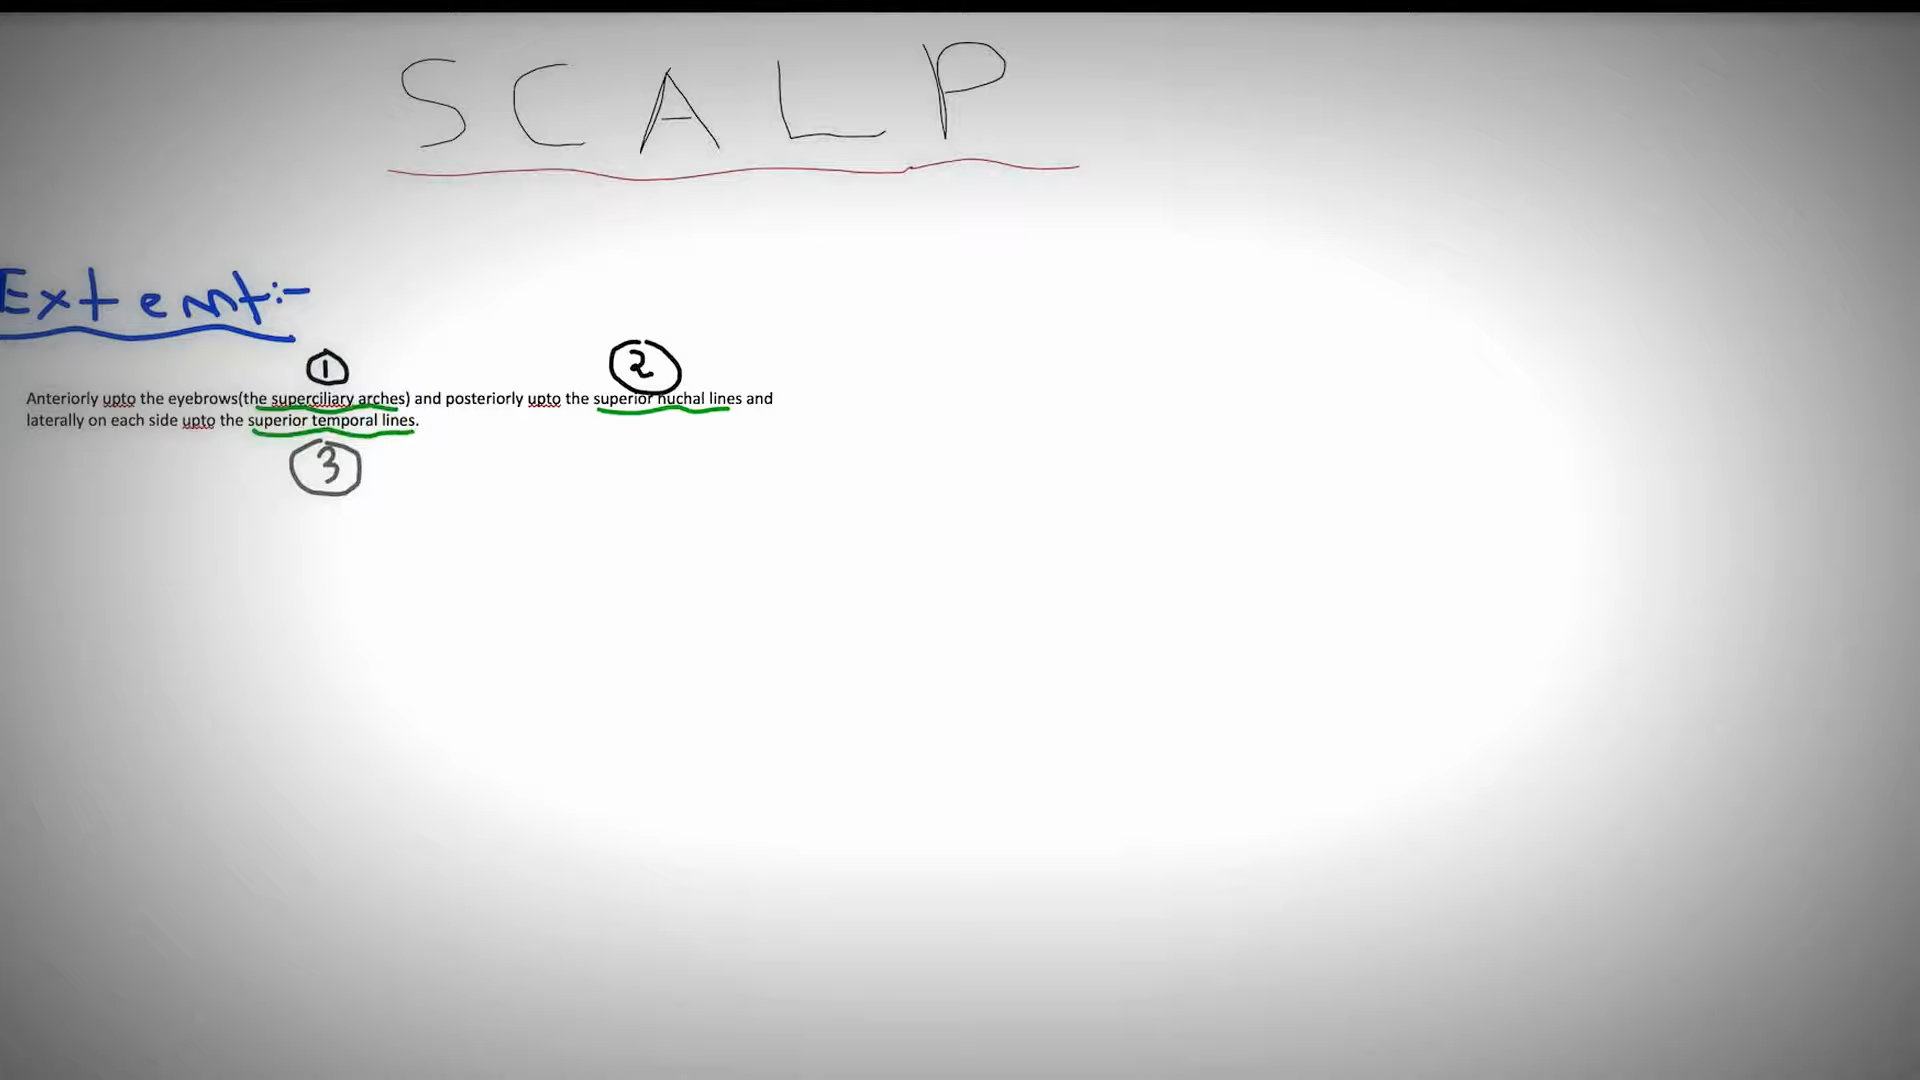 SCALP
Extent:-
1
2
Anteriorly upto the eyebrows(the superciliary arches) and posteriorly upto the superior nuchal lines and
laterally on each side upto the superior temporal lines.
3